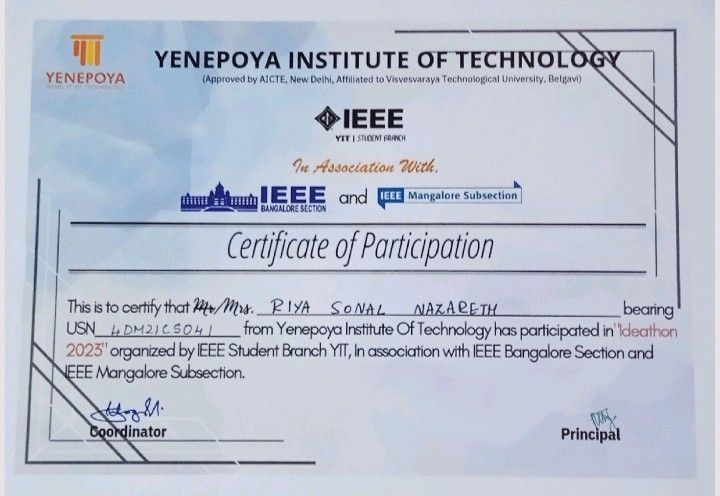 YENEPOYA
YENEPOYA INSTITUTE OF TECHNOLOGY
(Approved by AICTE, New Delhi, Affiliated to Visvesvaraya Technological University, Belgavi)
IEEE
YIT | STUDENT BRANCH
In Association With,
IEEE BANGALORE SECTION and IEEE Mangalore Subsection
Certificate of Participation
This is to certify that Mr/Mrs. RIYA SONAL NAZARETH bearing
USN 4DM21CS041 from Yenepoya Institute Of Technology has participated in "Ideathon
2023" organized by IEEE Student Branch YIT, In association with IEEE Bangalore Section and
IEEE Mangalore Subsection.
Coordinator
Principal